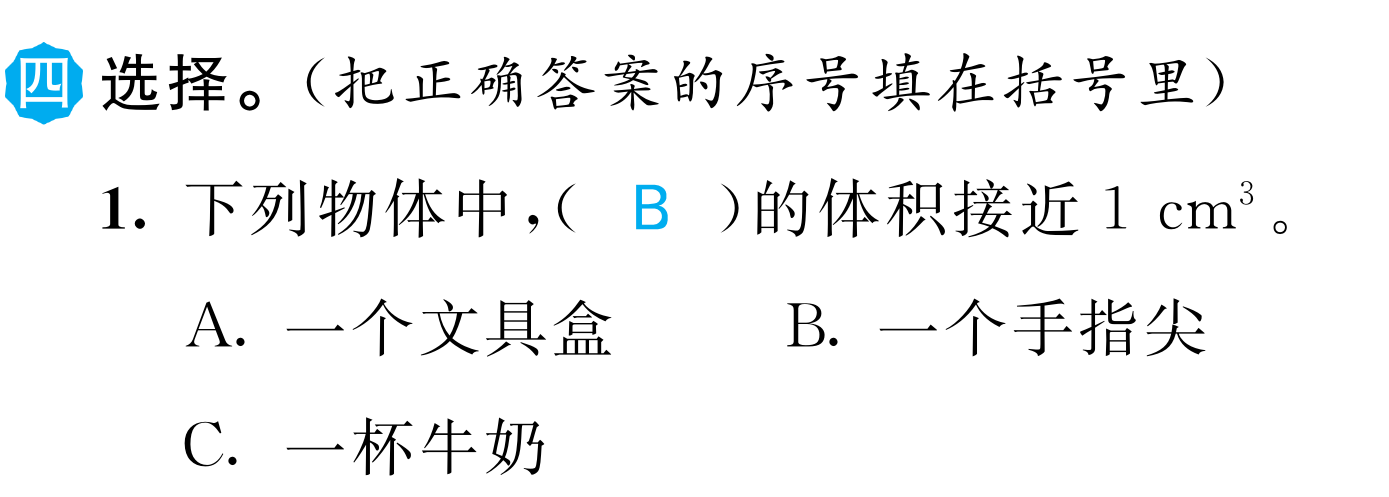 四 选择。（把正确答案的序号填在括号里）
1. 下列物体中,（ B ）的体积接近 1 cm³。
A. 一个文具盒 B. 一个手指尖
C. 一杯牛奶